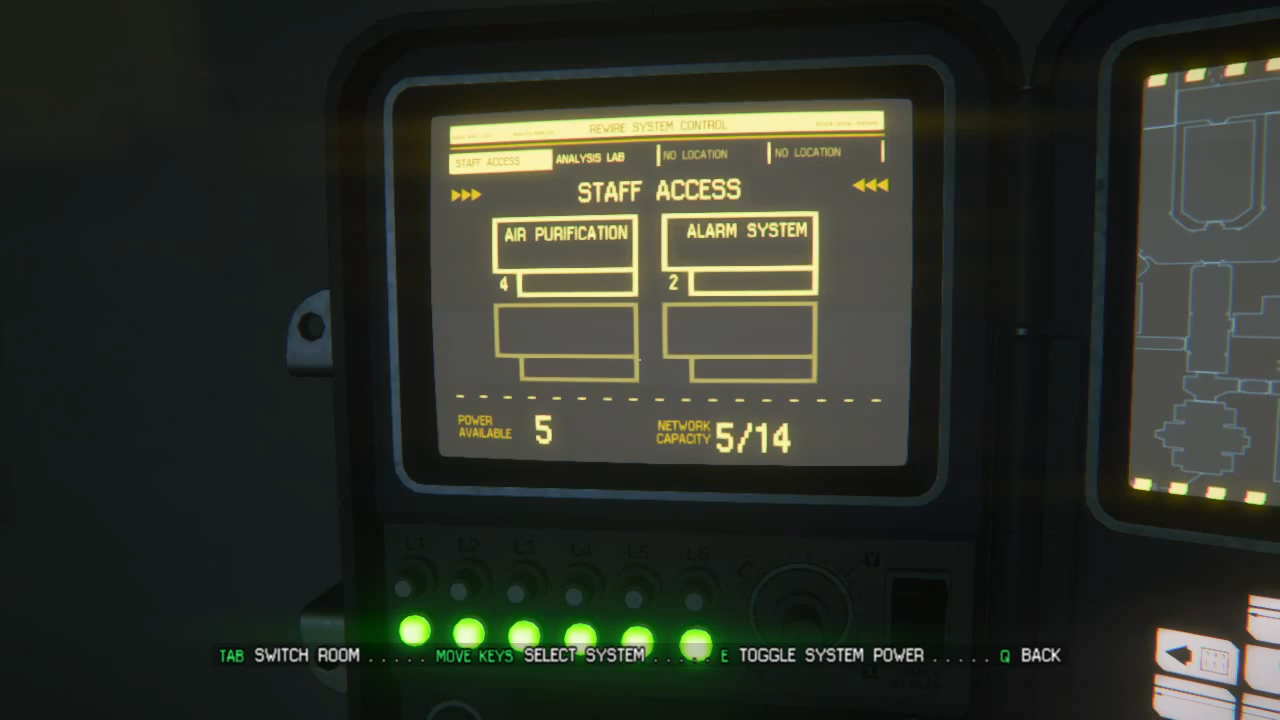 REWIRE SYSTEM CONTROL
STAFF ACCESS ANALYSIS LAB NO LOCATION NO LOCATION
STAFF ACCESS
AIR PURIFICATION ALARM SYSTEM
4 2
POWER AVAILABLE 5 NETWORK CAPACITY 5/14
L1 L2 L3 L4 L5 L6
Y
TAB SWITCH ROOM ..... MOVE KEYS SELECT SYSTEM ..... E TOGGLE SYSTEM POWER ..... Q BACK